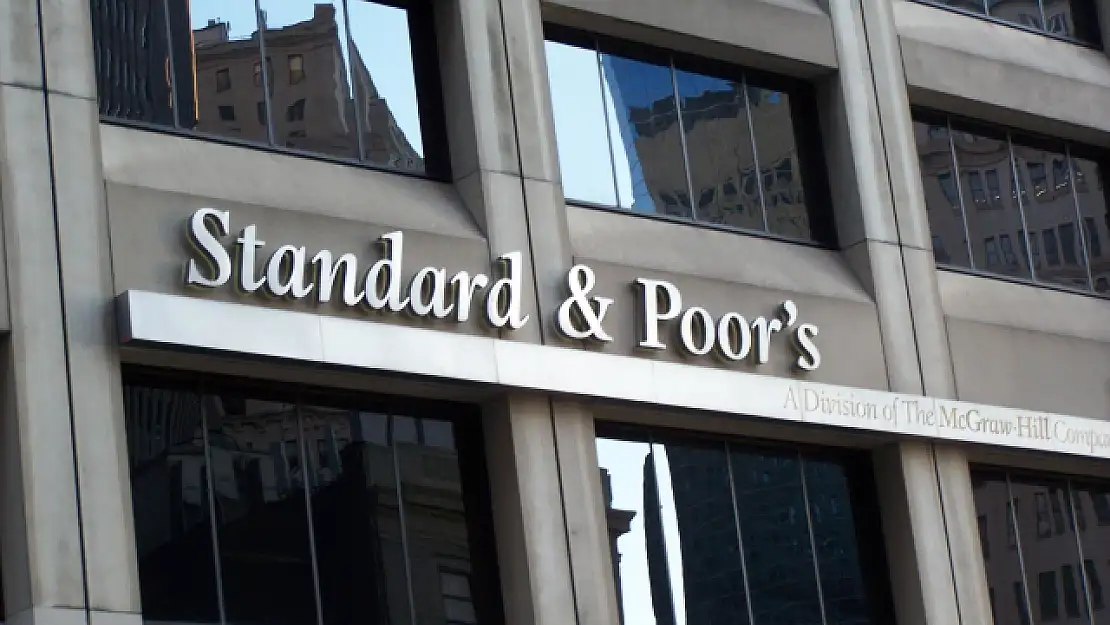 Standard & Poor's
A Division of The McGraw-Hill